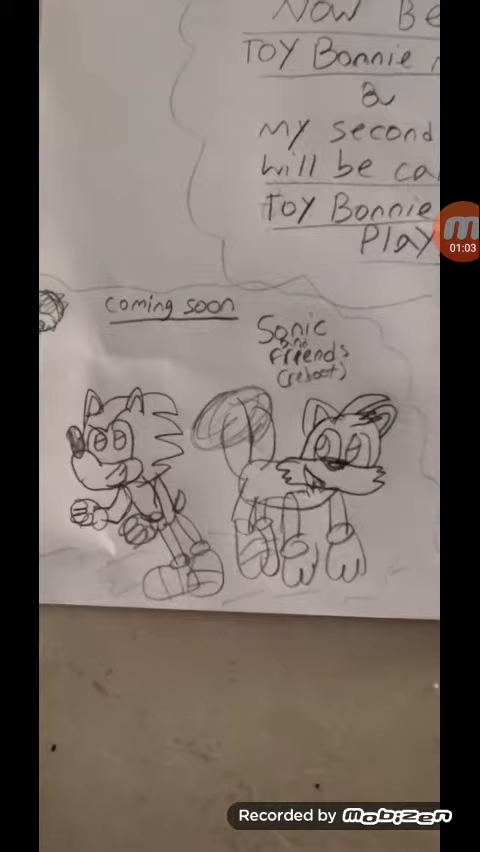 NOW BE
TOY Bonnie
&
My second
will be ca
TOY Bonnie
Play
coming soon
Sonic
and
Friends
(reboot)
01:03
Recorded by MOBIZEN